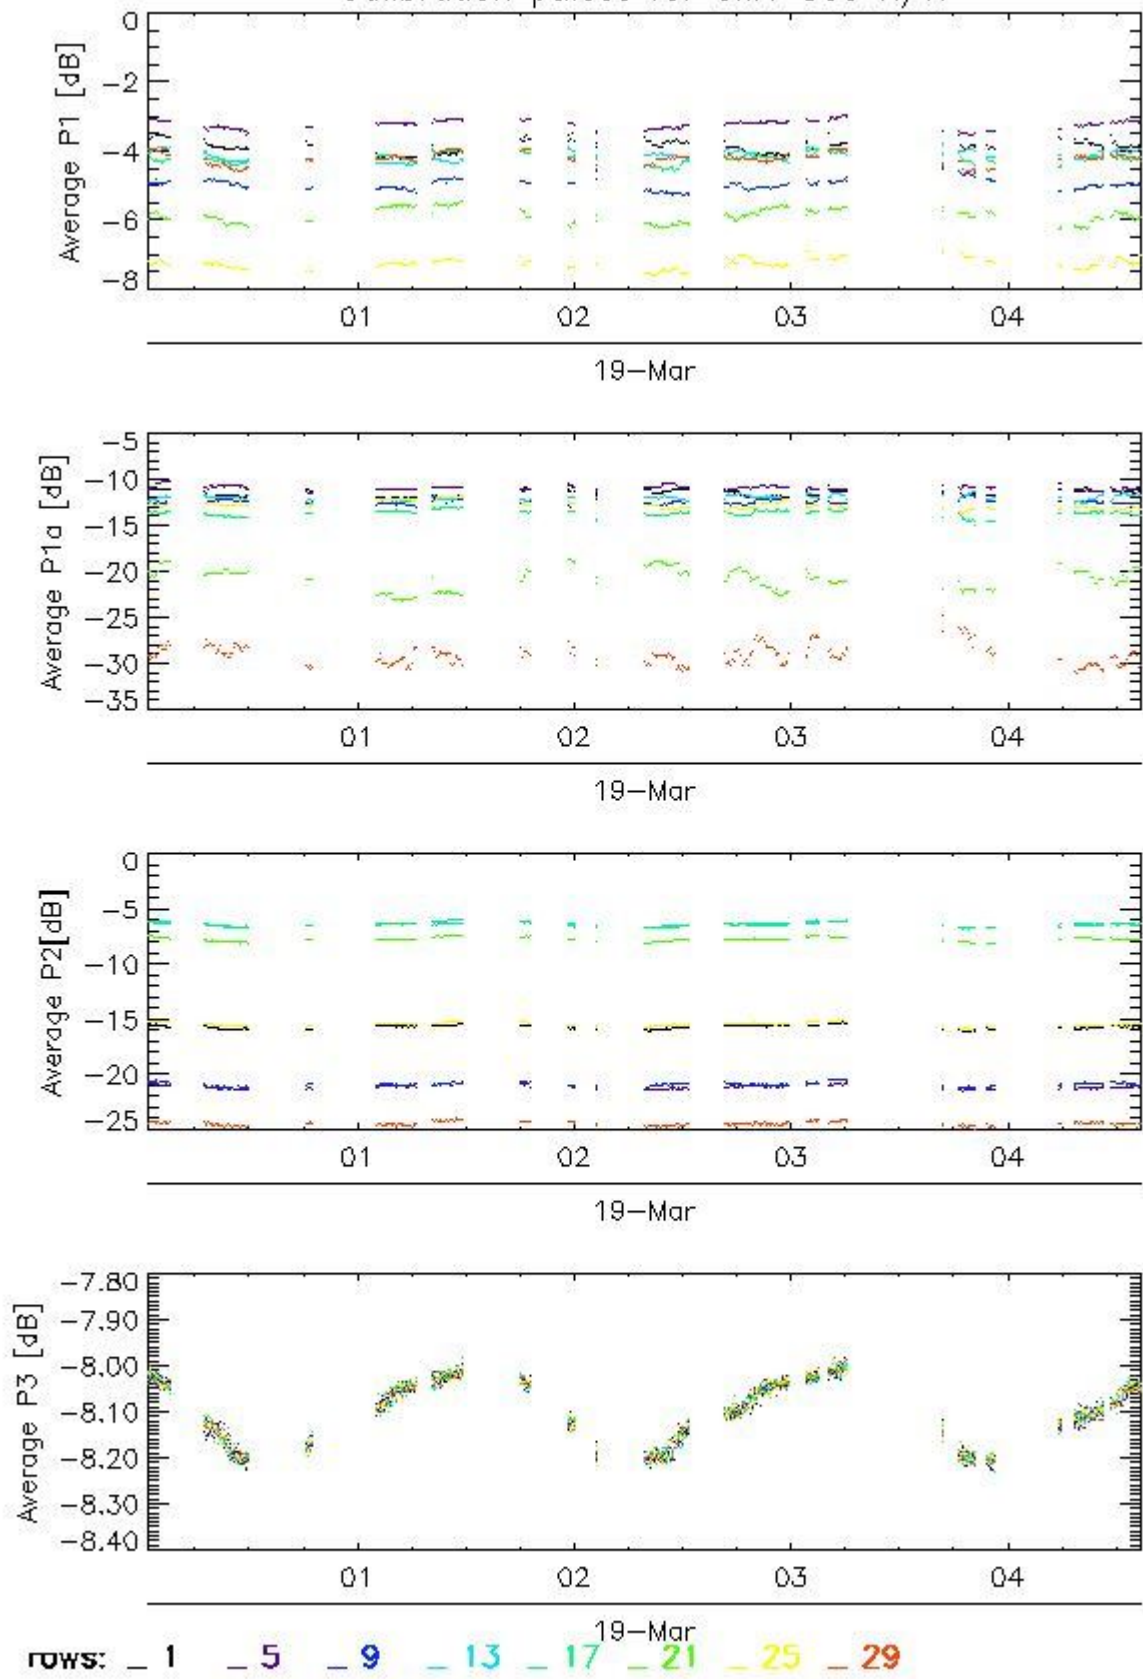 0
-2
-4
-6
-8
Average P1 [dB]
01 02 03 04
19-Mar
-5
-10
-15
-20
-25
-30
-35
Average P1a [dB]
01 02 03 04
19-Mar
0
-5
-10
-15
-20
-25
Average P2[dB]
01 02 03 04
19-Mar
-7.80
-7.90
-8.00
-8.10
-8.20
-8.30
-8.40
Average P3 [dB]
01 02 03 04
19-Mar
rows: _ 1 _ 5 _ 9 _ 13 _ 17 _ 21 _ 25 _ 29